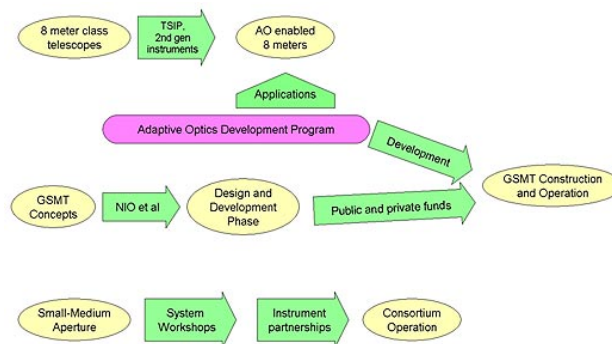 8 meter class
telescopes
TSIP,
2nd gen
instruments
AO enabled
8 meters
Applications
Adaptive Optics Development Program
Development
GSMT Construction
and Operation
GSMT
Concepts
NIO et al
Design and
Development
Phase
Public and private funds
Small-Medium
Aperture
System
Workshops
Instrument
partnerships
Consortium
Operation